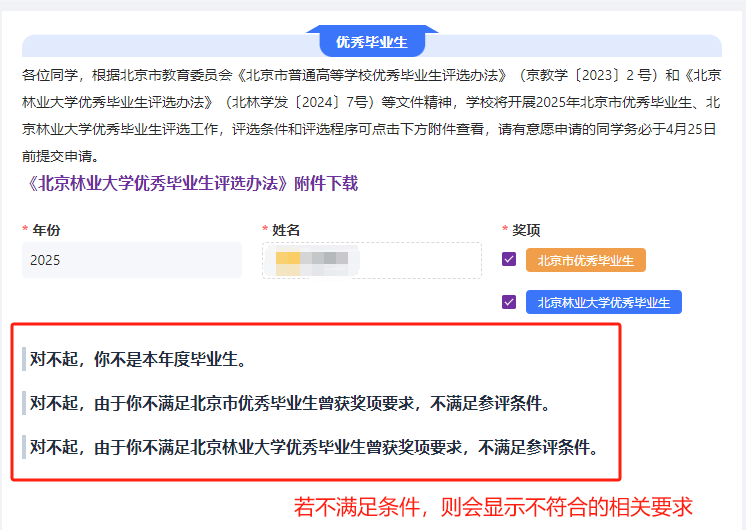 优秀毕业生
各位同学，根据北京市教育委员会《北京市普通高等学校优秀毕业生评选办法》（京教学〔2023〕2 号）和《北京
林业大学优秀毕业生评选办法》（北林学发〔2024〕7号）等文件精神，学校将开展2025年北京市优秀毕业生、北
京林业大学优秀毕业生评选工作，评选条件和评选程序可点击下方附件查看，请有意愿申请的同学务必于4月25日
前提交申请。
《北京林业大学优秀毕业生评选办法》附件下载
* 年份
* 姓名
* 奖项
2025
北京市优秀毕业生
北京林业大学优秀毕业生
对不起，你不是本年度毕业生。
对不起，由于你不满足北京市优秀毕业生曾获奖项要求，不满足参评条件。
对不起，由于你不满足北京林业大学优秀毕业生曾获奖项要求，不满足参评条件。
若不满足条件，则会显示不符合的相关要求